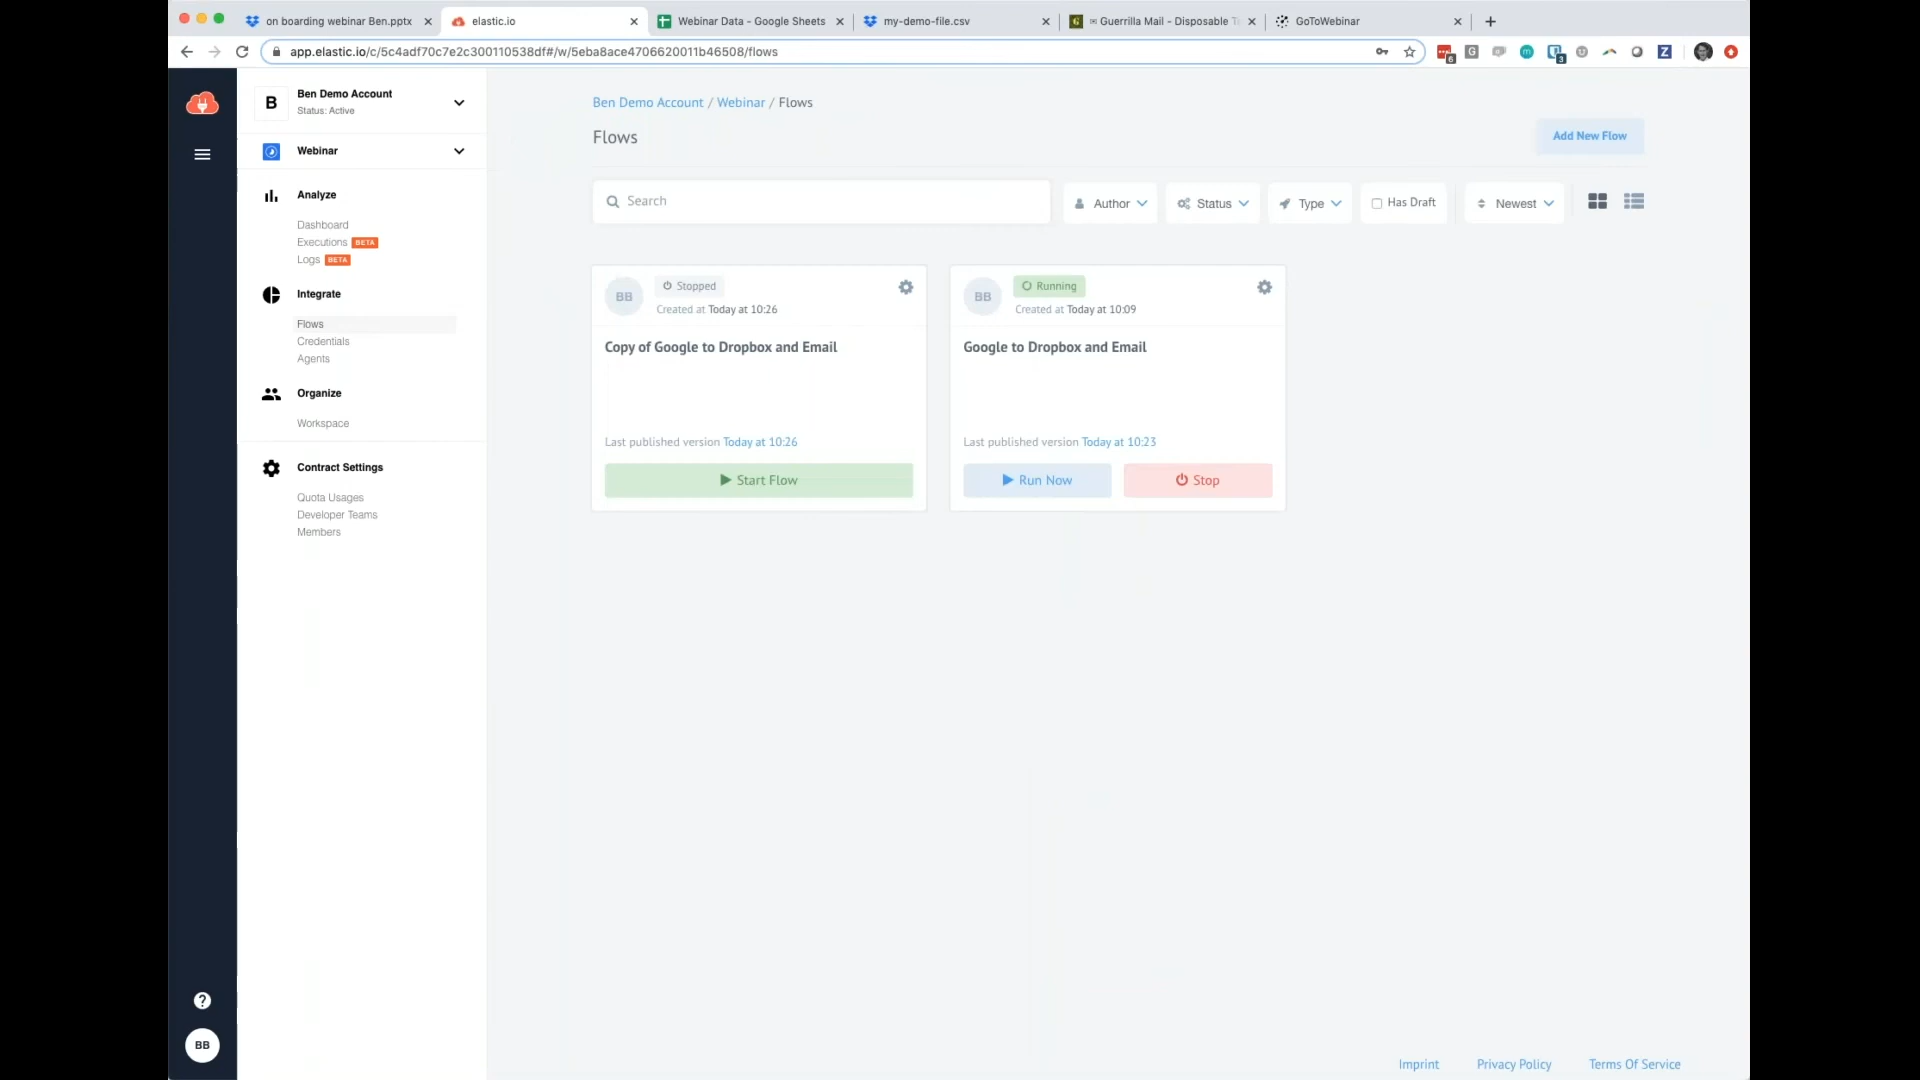 on boarding webinar Ben.pptx
elastic.io
Webinar Data - Google Sheets
my-demo-file.csv
Guerrilla Mail - Disposable
GoToWebinar
app.elastic.io/c/5c4adf70c7e2c300110538df#/w/5eba8ace4706620011b46508/flows
6
G
m
3
Z
B
Ben Demo Account
Status: Active
Webinar
Analyze
Dashboard
Executions BETA
Logs BETA
Integrate
Flows
Credentials
Agents
Organize
Workspace
Contract Settings
Quota Usages
Developer Teams
Members
?
BB
Ben Demo Account / Webinar / Flows
Flows
Add New Flow
Search
Author
Status
Type
Has Draft
Newest
BB
Stopped
Created at Today at 10:26
Copy of Google to Dropbox and Email
Last published version Today at 10:26
Start Flow
BB
Running
Created at Today at 10:09
Google to Dropbox and Email
Last published version Today at 10:23
Run Now
Stop
Imprint
Privacy Policy
Terms Of Service